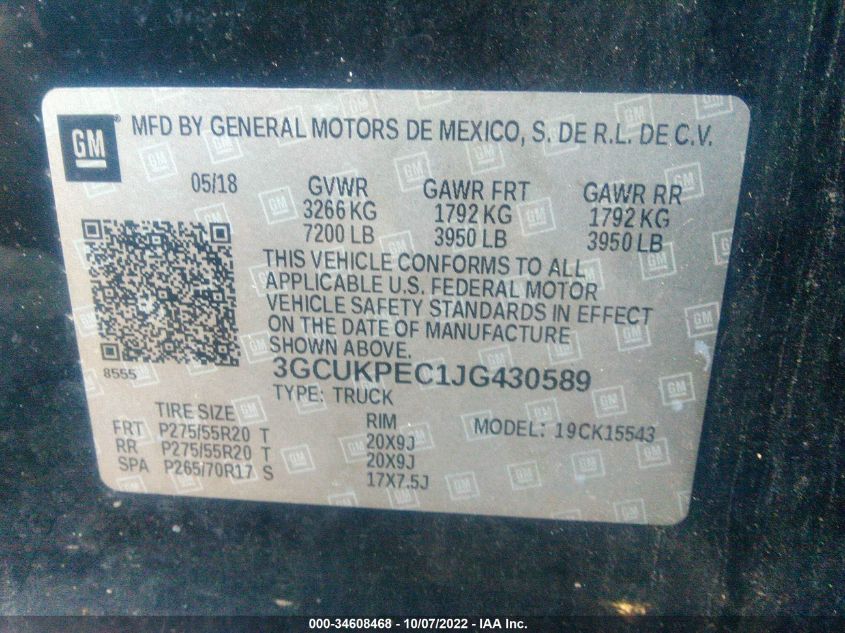 GM
MFD BY GENERAL MOTORS DE MEXICO, S. DE R.L. DE C.V.
05/18 GVWR GAWR FRT GAWR RR
3266 KG 1792 KG 1792 KG
7200 LB 3950 LB 3950 LB
THIS VEHICLE CONFORMS TO ALL
APPLICABLE U.S. FEDERAL MOTOR
VEHICLE SAFETY STANDARDS IN EFFECT
ON THE DATE OF MANUFACTURE
SHOWN ABOVE.
8555
3GCUKPEC1JG430589
TYPE: TRUCK
TIRE SIZE RIM MODEL: 19CK15543
FRT P275/55R20 T 20X9J
RR P275/55R20 T 20X9J
SPA P265/70R17 S 17X7.5J
000-34608468 - 10/07/2022 - IAA Inc.